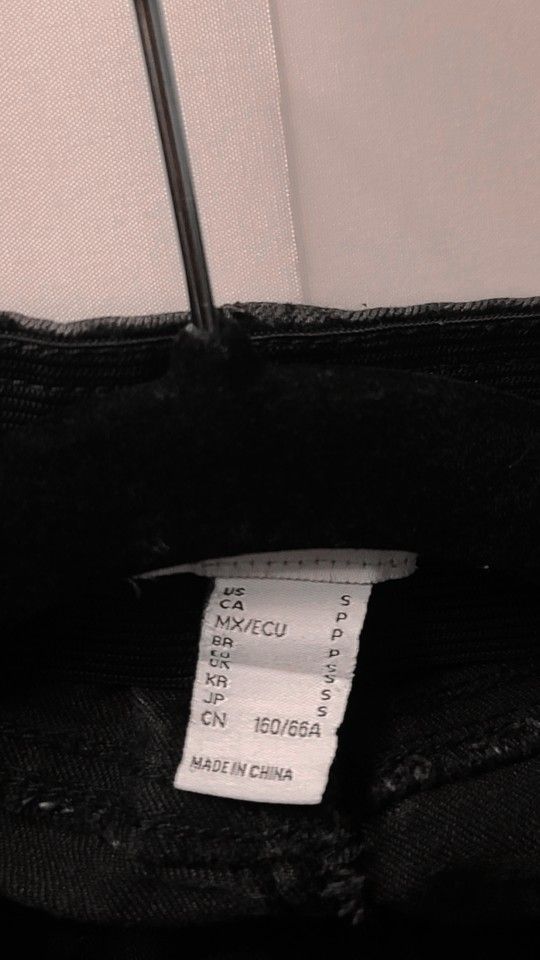 US S
CA P
MX/ECU P
BR P
EU S
UK S
KR S
JP S
CN 160/66A
MADE IN CHINA